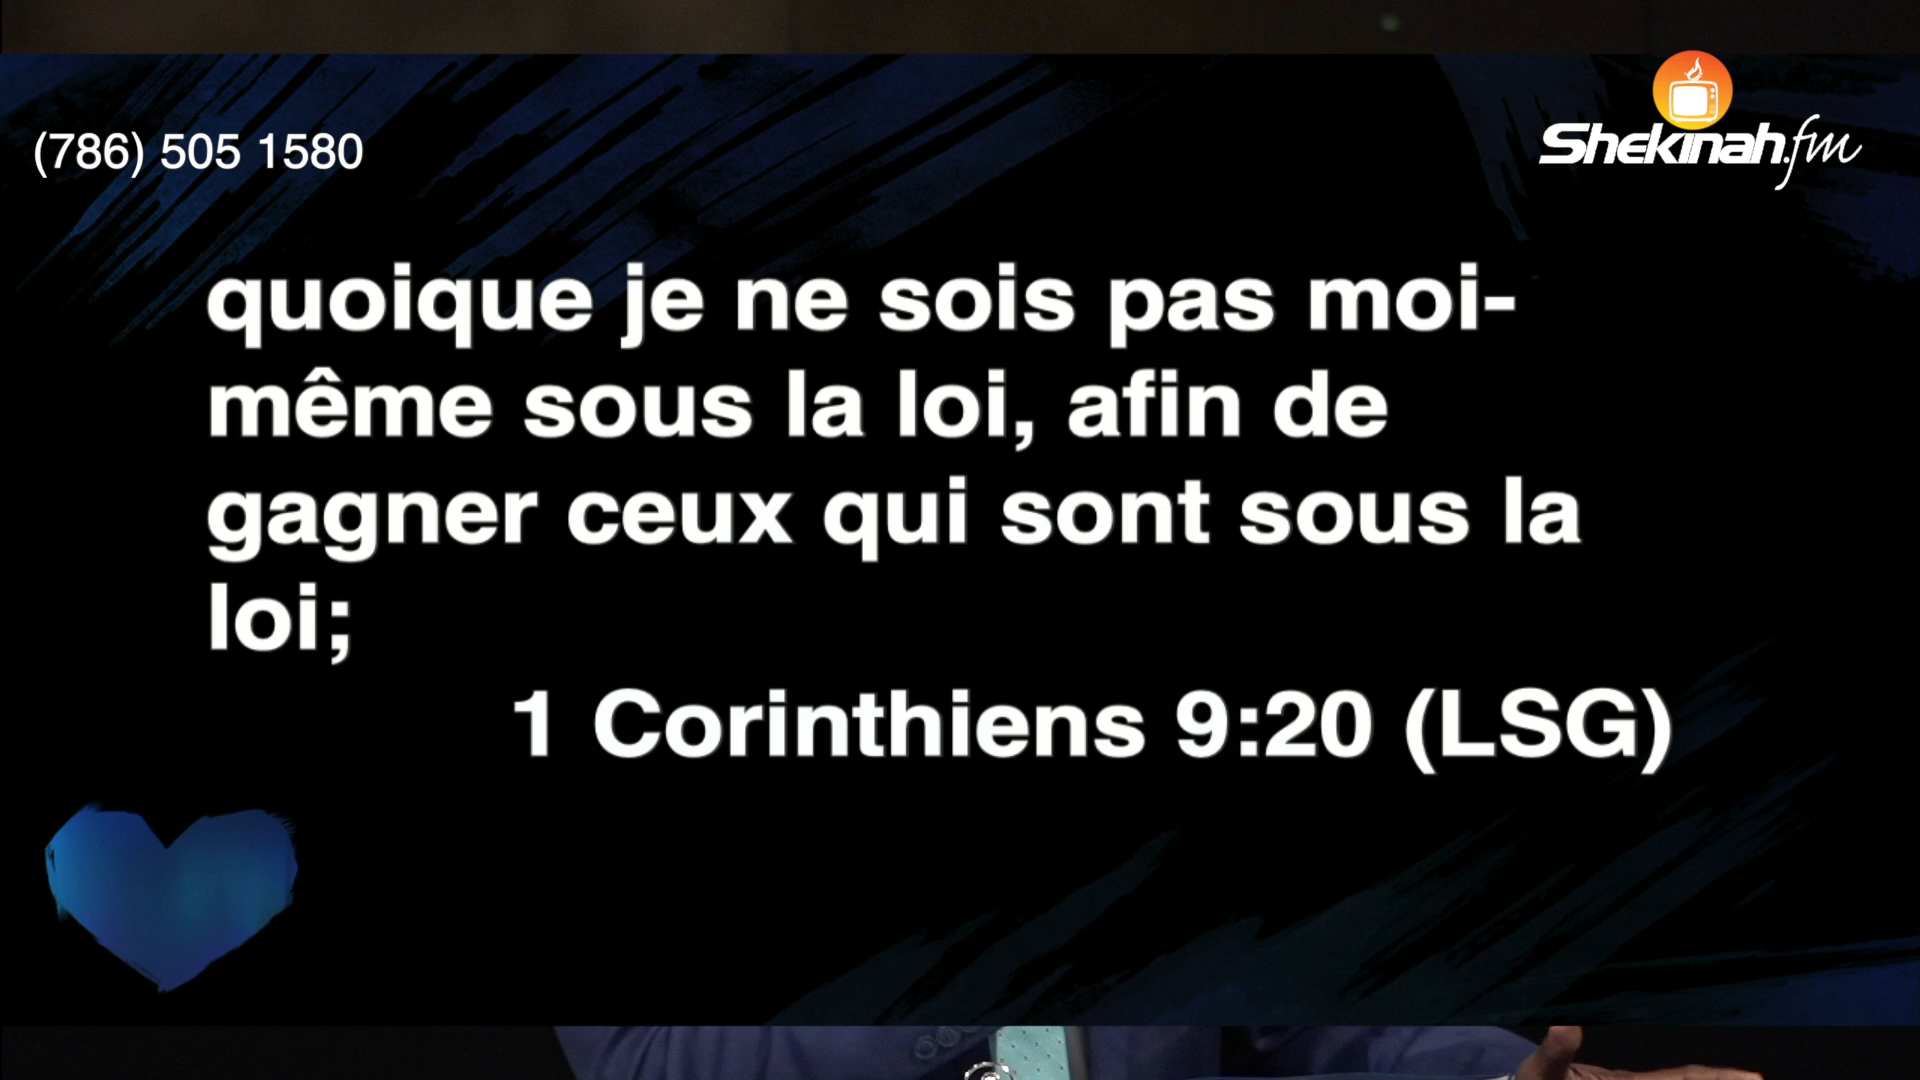 (786) 505 1580
Shekinah.fm
quoique je ne sois pas moi-
même sous la loi, afin de
gagner ceux qui sont sous la
loi;
1 Corinthiens 9:20 (LSG)